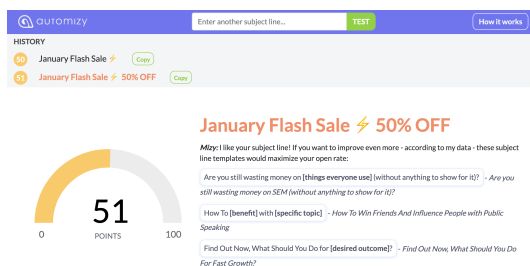 automizy
Enter another subject line...
TEST
How it works
HISTORY
50 January Flash Sale ⚡ Copy
51 January Flash Sale ⚡ 50% OFF Copy
January Flash Sale ⚡ 50% OFF
Mizy: I like your subject line! If you want to improve even more - according to my data - these subject
line templates would maximize your open rate:
Are you still wasting money on [things everyone use] (without anything to show for it)? - Are you
still wasting money on SEM (without anything to show for it)?
How To [benefit] with [specific topic] - How To Win Friends And Influence People with Public
Speaking
Find Out Now, What Should You Do for [desired outcome]? - Find Out Now, What Should You Do
For Fast Growth?
51
0 POINTS 100